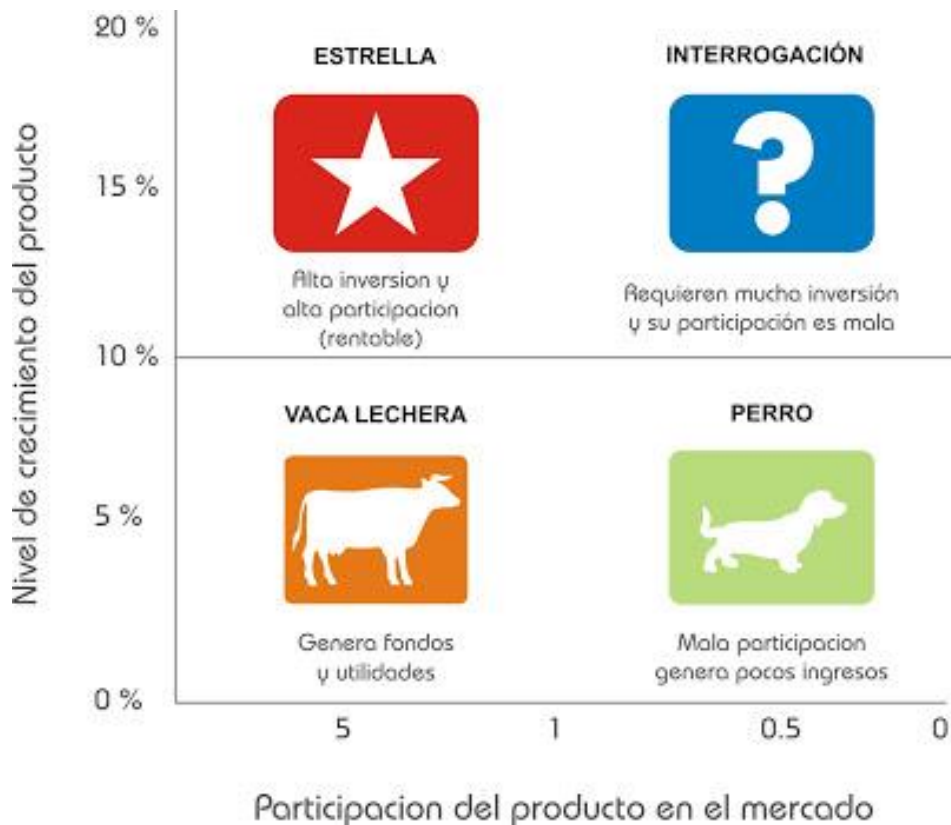 20 %
ESTRELLA
INTERROGACIÓN
?
15 %
Alta inversion y
alta participacion
(rentable)
Requieren mucha inversión
y su participación es mala
10 %
VACA LECHERA
PERRO
5 %
Genera fondos
y utilidades
Mala participacion
genera pocos ingresos
0 %
5
1
0.5
0
Nivel de crecimiento del producto
Participacion del producto en el mercado